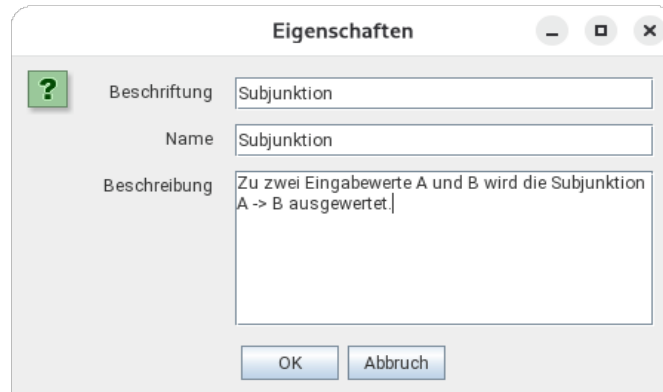 Eigenschaften
?
Beschriftung Subjunktion
Name Subjunktion
Beschreibung Zu zwei Eingabewerte A und B wird die Subjunktion
A -> B ausgewertet.
OK Abbruch